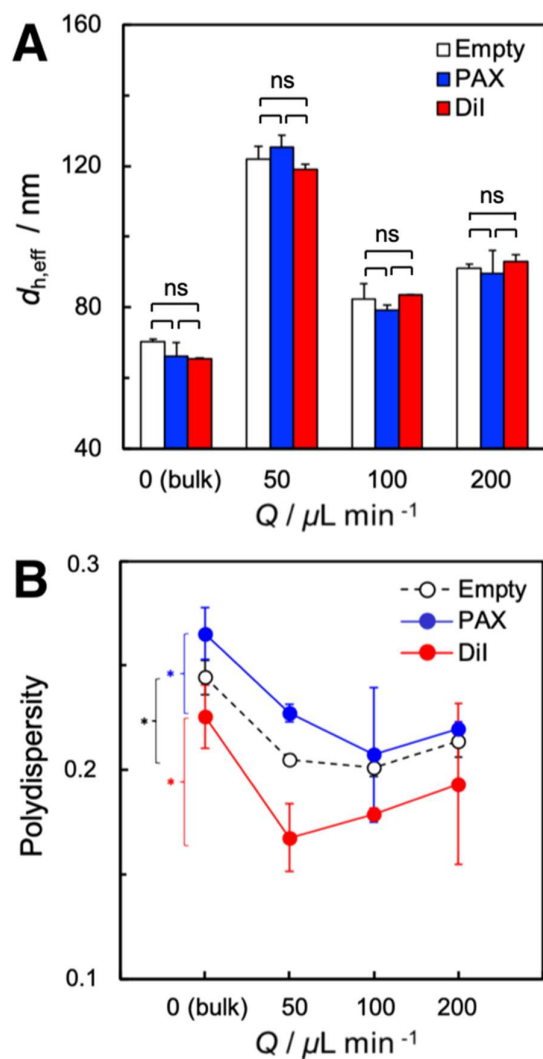 A
160
Empty
PAX
DiI
ns
120
ns
ns
80
ns
40
d h,eff / nm
0 (bulk) 50 100 200
Q / µL min -1
B
0.3
Empty
PAX
DiI
*
*
0.2
*
Polydispersity
0.1
0 (bulk) 50 100 200
Q / µL min -1